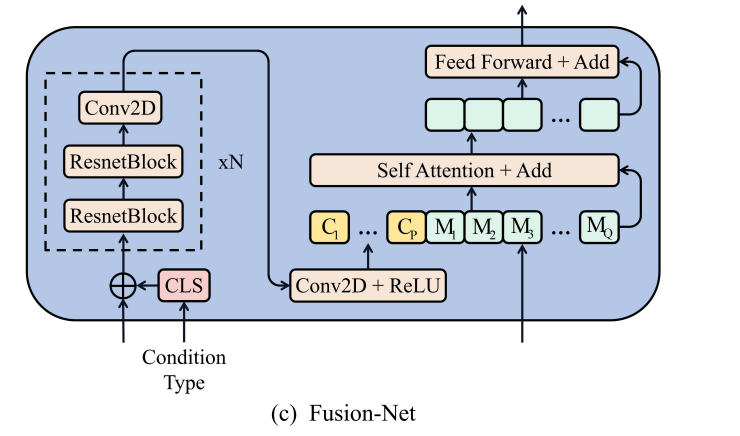 Feed Forward + Add
...
Conv2D
ResnetBlock
xN
Self Attention + Add
ResnetBlock
C1 ... CP M1 M2 M3 ... MQ
CLS
Conv2D + ReLU
Condition
Type
(c) Fusion-Net